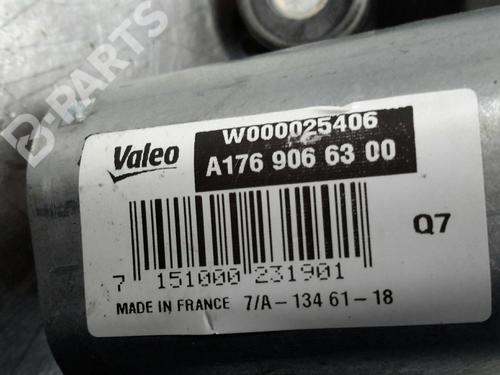 B-PARTS
Valeo
W000025406
A176 906 63 00
Q7
7 151000 231901
MADE IN FRANCE 7/A - 134 61 - 18